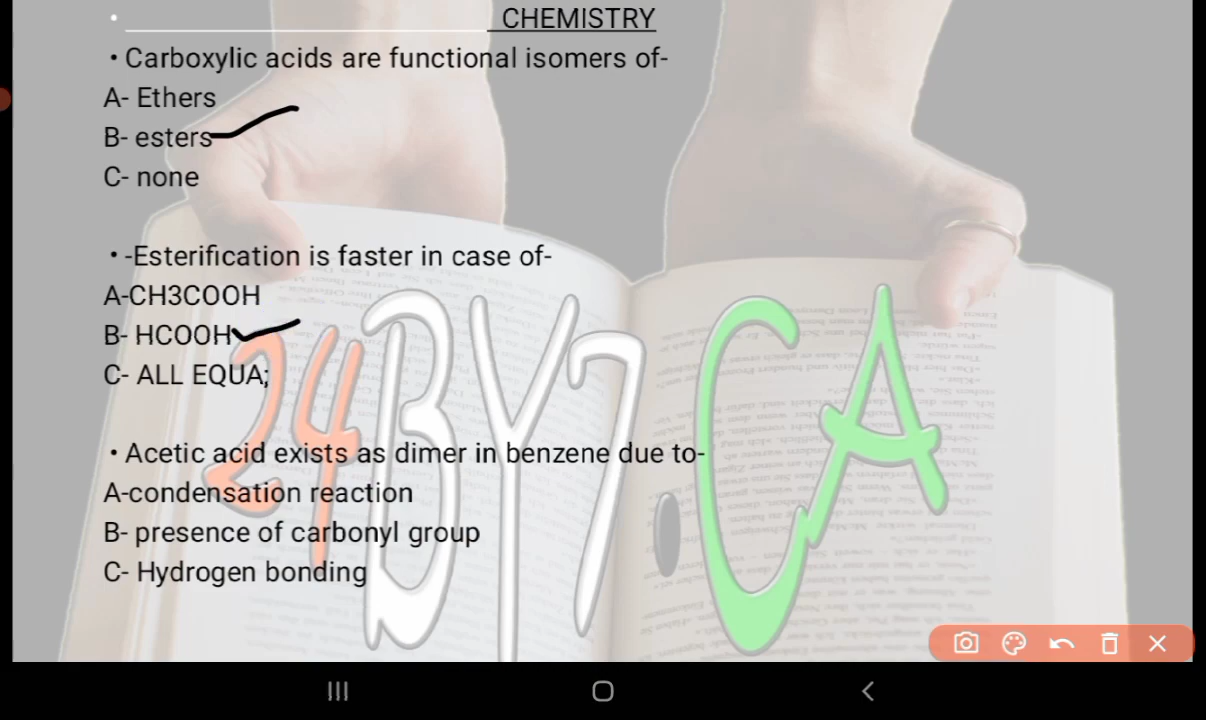 • CHEMISTRY
• Carboxylic acids are functional isomers of-
A- Ethers
B- esters
C- none
• -Esterification is faster in case of-
A-CH3COOH
B- HCOOH
C- ALL EQUA;
• Acetic acid exists as dimer in benzene due to-
A-condensation reaction
B- presence of carbonyl group
C- Hydrogen bonding
24BY7.CA